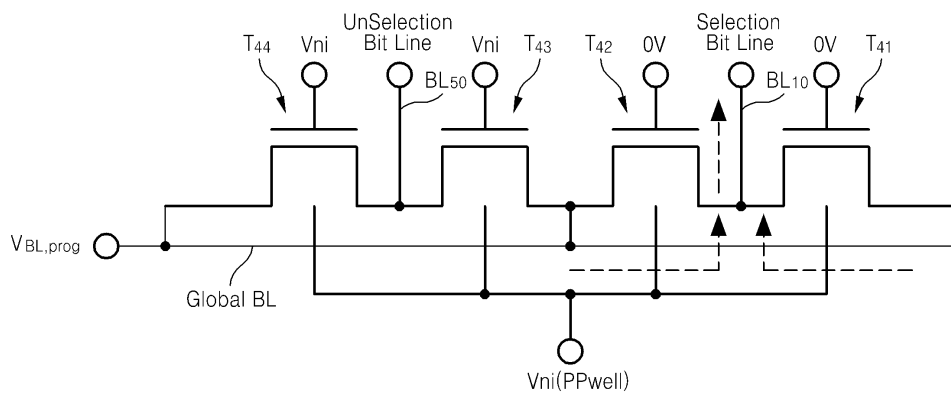 UnSelection
Bit Line
Selection
Bit Line
T44
Vni
Vni
T43
T42
0V
0V
T41
BL50
BL10
VBL,prog
Global BL
Vni(PPwell)